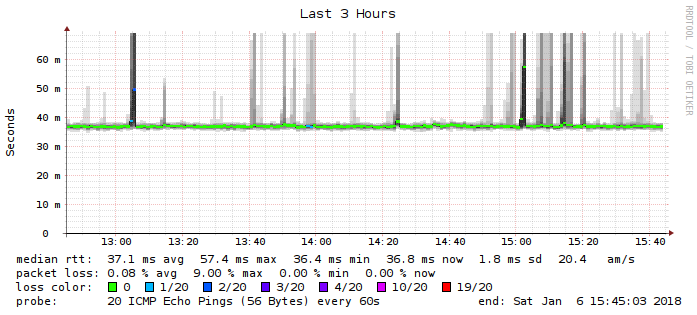 Last 3 Hours
RRDTOOL / TOBI OETIKER
Seconds
60 m
50 m
40 m
30 m
20 m
10 m
0
13:00 13:20 13:40 14:00 14:20 14:40 15:00 15:20 15:40
median rtt: 37.1 ms avg 57.4 ms max 36.4 ms min 36.8 ms now 1.8 ms sd 20.4 am/s
packet loss: 0.08 % avg 9.00 % max 0.00 % min 0.00 % now
loss color: 0 1/20 2/20 3/20 4/20 10/20 19/20
probe: 20 ICMP Echo Pings (56 Bytes) every 60s end: Sat Jan 6 15:45:03 2018